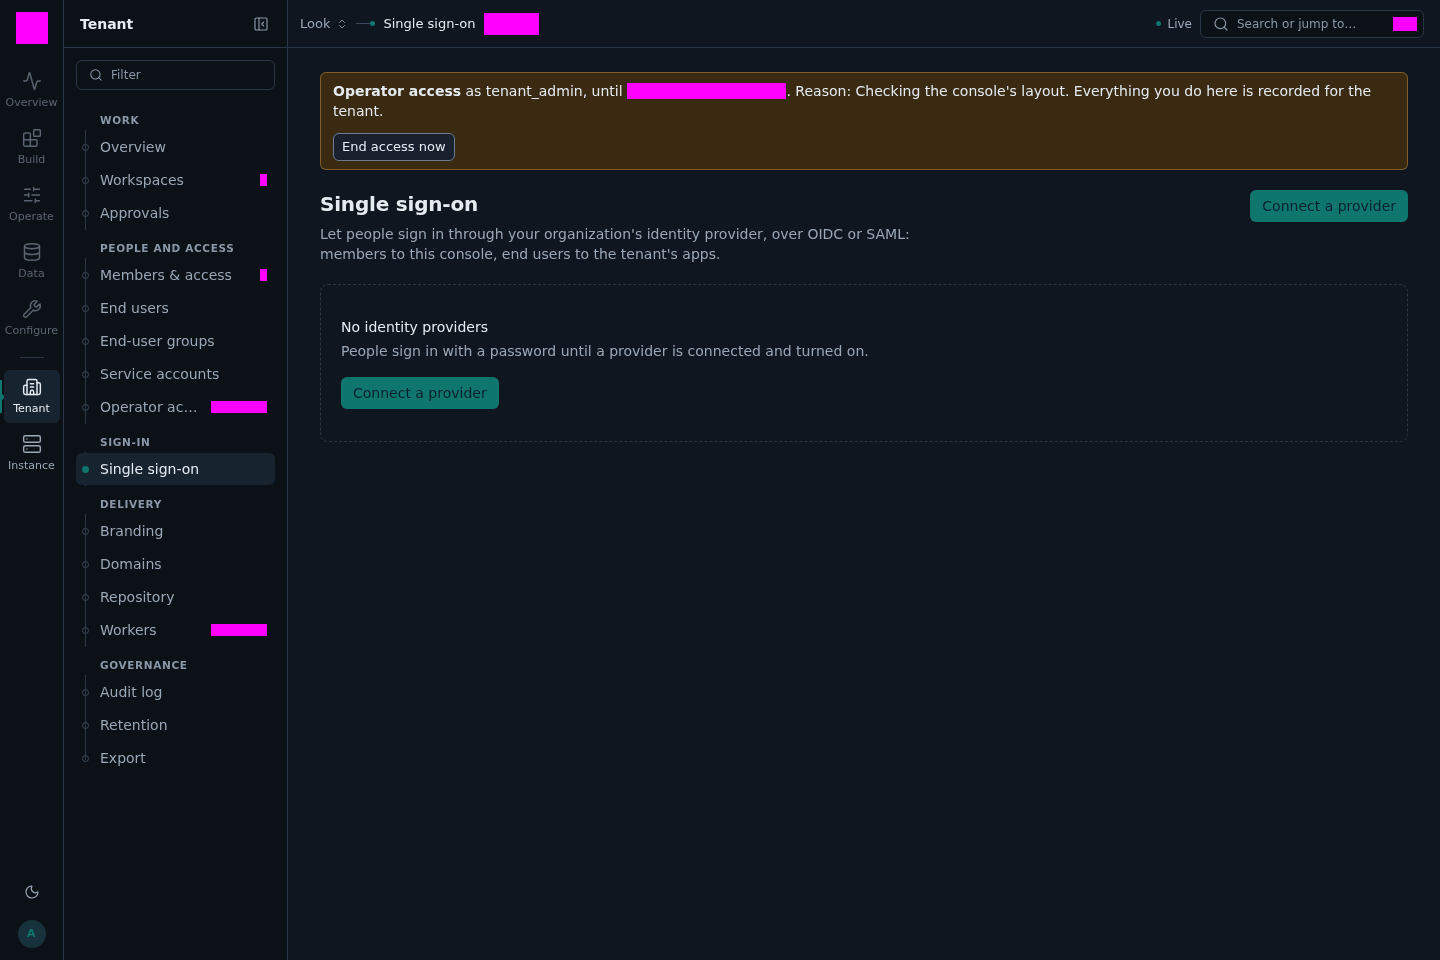 Tenant
Look
Single sign-on
Live
Search or jump to…
Overview
Build
Operate
Data
Configure
Tenant
Instance
A
Filter
WORK
Overview
Workspaces
Approvals
PEOPLE AND ACCESS
Members & access
End users
End-user groups
Service accounts
Operator ac…
SIGN-IN
Single sign-on
DELIVERY
Branding
Domains
Repository
Workers
GOVERNANCE
Audit log
Retention
Export
Operator access as tenant_admin, until . Reason: Checking the console's layout. Everything you do here is recorded for the
tenant.
End access now
Single sign-on
Connect a provider
Let people sign in through your organization's identity provider, over OIDC or SAML:
members to this console, end users to the tenant's apps.
No identity providers
People sign in with a password until a provider is connected and turned on.
Connect a provider